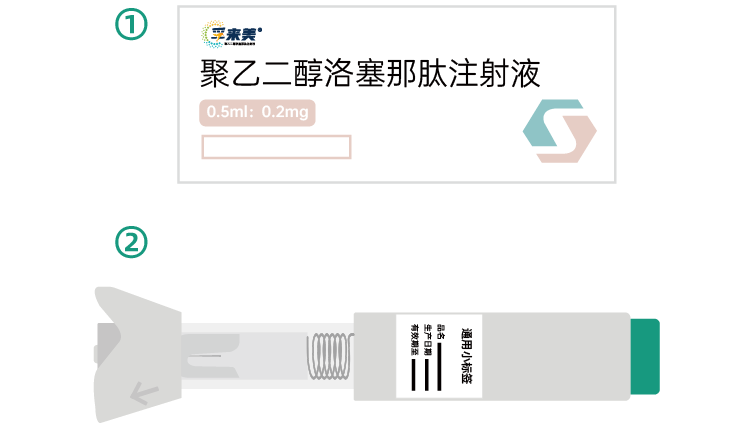 ①
孚来美
聚乙二醇洛塞那肽注射液
聚乙二醇洛塞那肽注射液
0.5ml：0.2mg
②
通用小标签
品名
生产日期
有效期至